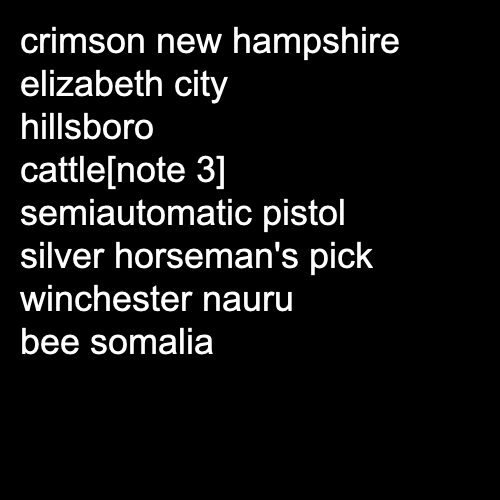 crimson new hampshire
elizabeth city
hillsboro
cattle[note 3]
semiautomatic pistol
silver horseman's pick
winchester nauru
bee somalia